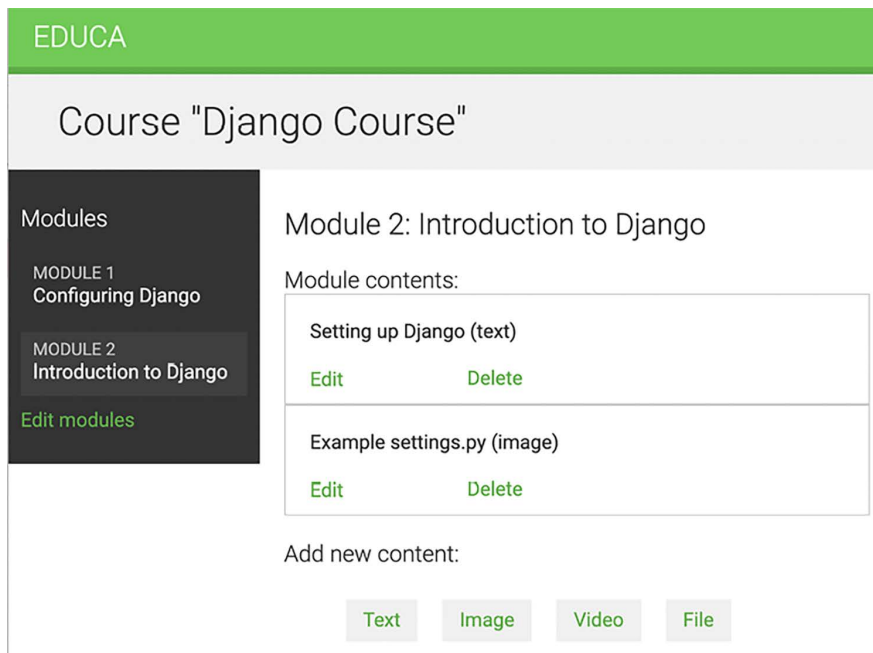 EDUCA
Course "Django Course"
Modules
MODULE 1
Configuring Django
MODULE 2
Introduction to Django
Edit modules
Module 2: Introduction to Django
Module contents:
Setting up Django (text)
Edit Delete
Example settings.py (image)
Edit Delete
Add new content:
Text Image Video File